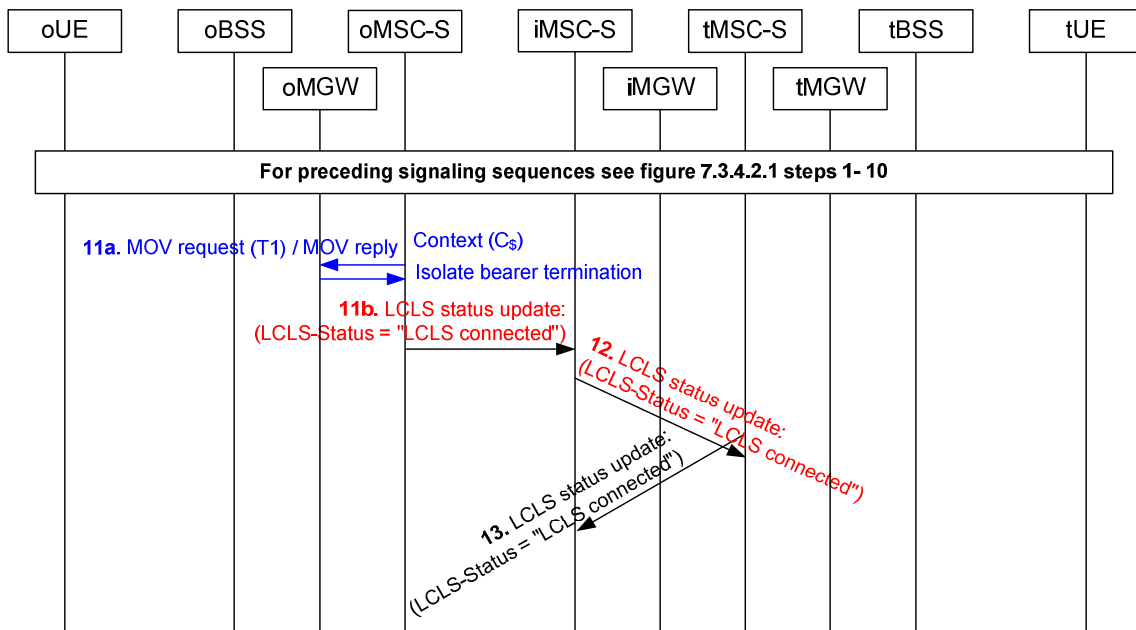 oUE
oBSS
oMSC-S
iMSC-S
tMSC-S
tBSS
tUE
oMGW
iMGW
tMGW
For preceding signaling sequences see figure 7.3.4.2.1 steps 1- 10
11a. MOV request (T1) / MOV reply
Context (C$)
Isolate bearer termination
11b. LCLS status update:
(LCLS-Status = "LCLS connected")
12. LCLS status update:
(LCLS-Status = "LCLS connected")
13. LCLS status update:
(LCLS-Status = "LCLS connected")